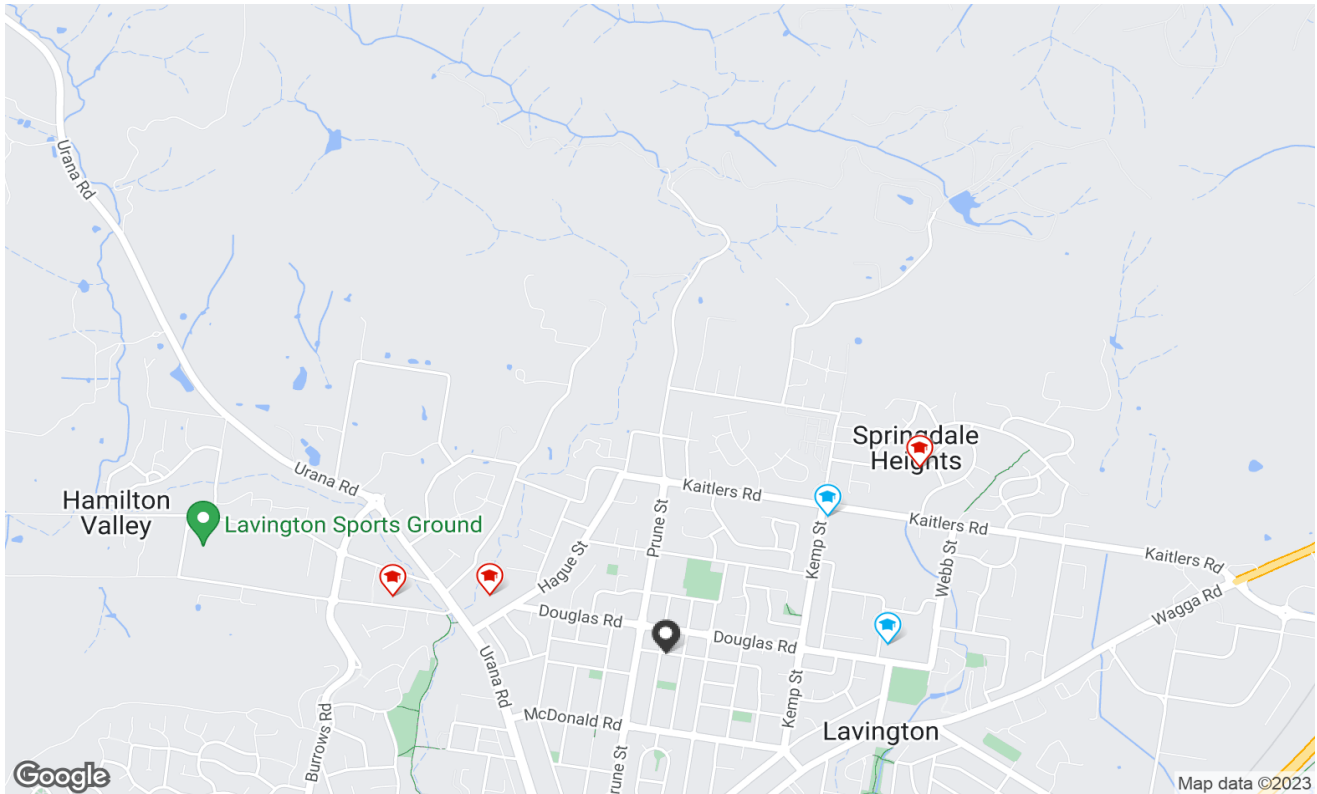 Urana Rd
Springdale
Heights
Urana Rd
Kaitlers Rd
Hamilton
Valley
Lavington Sports Ground
Kaitlers Rd
Prune St
Kemp St
Hague St
Webb St
Kaitlers Rd
Wagga Rd
Douglas Rd
Douglas Rd
Urana Rd
Kemp St
McDonald Rd
Burrows Rd
Lavington
Prune St
Google
Map data ©2023